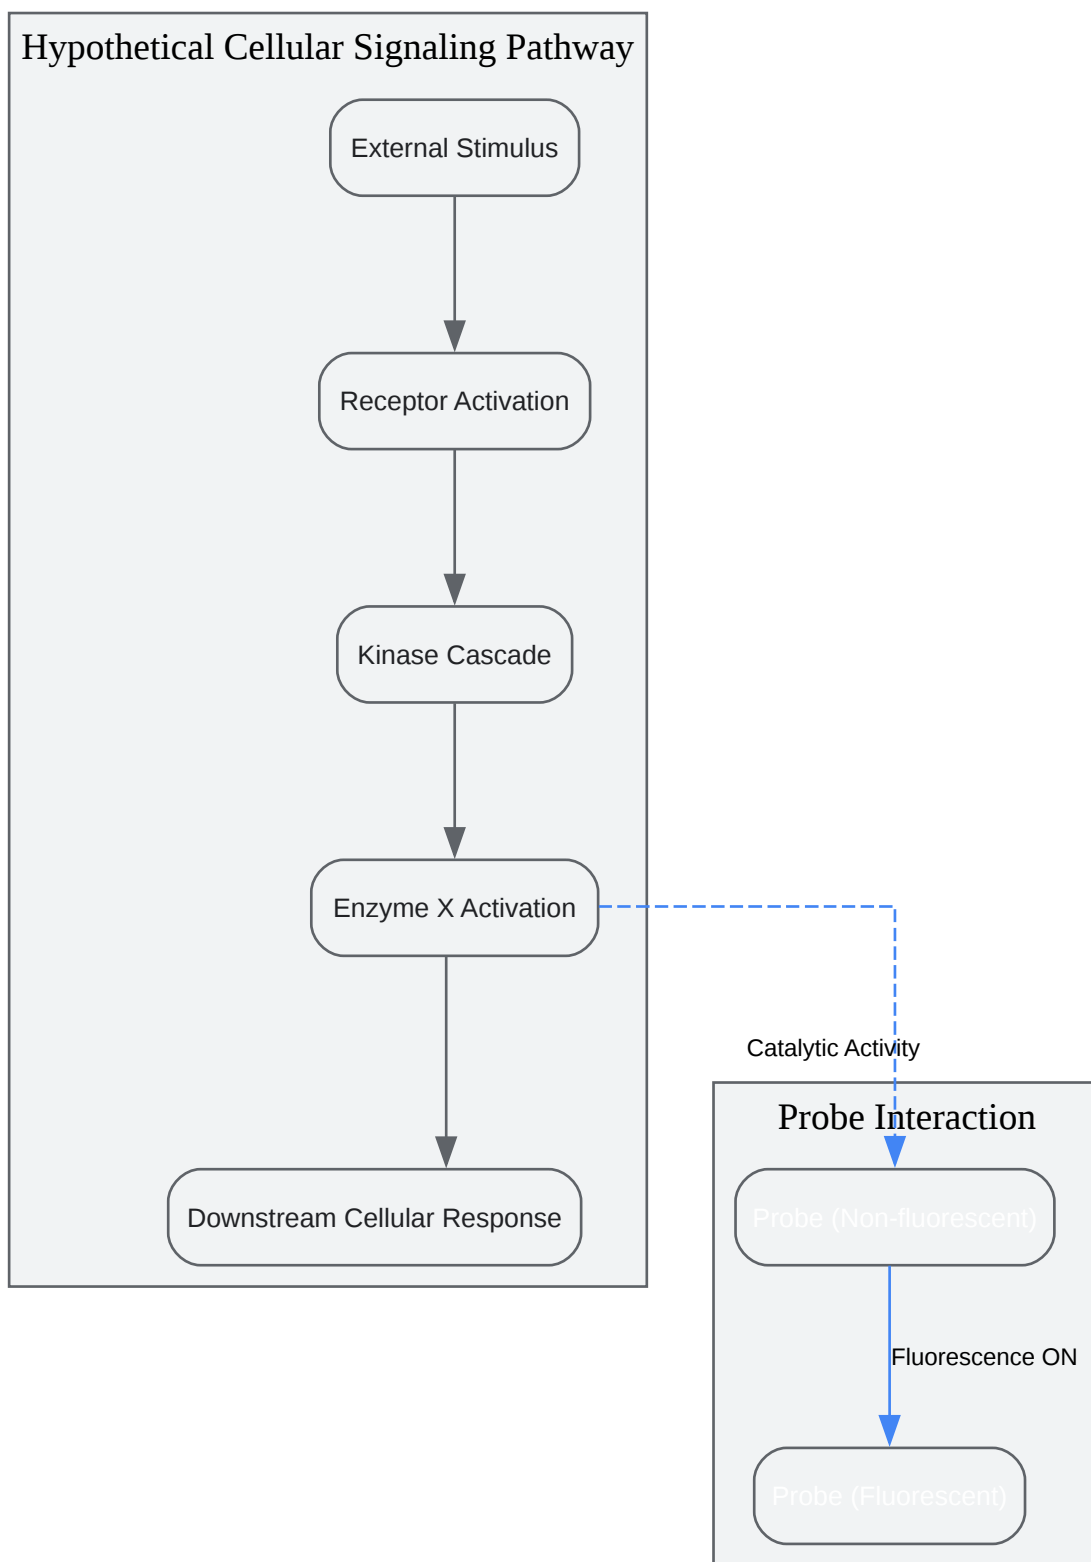 Hypothetical Cellular Signaling Pathway
External Stimulus
Receptor Activation
Kinase Cascade
Enzyme X Activation
Catalytic Activity
Probe Interaction
Downstream Cellular Response
Probe (Non-fluorescent)
Fluorescence ON
Probe (Fluorescent)